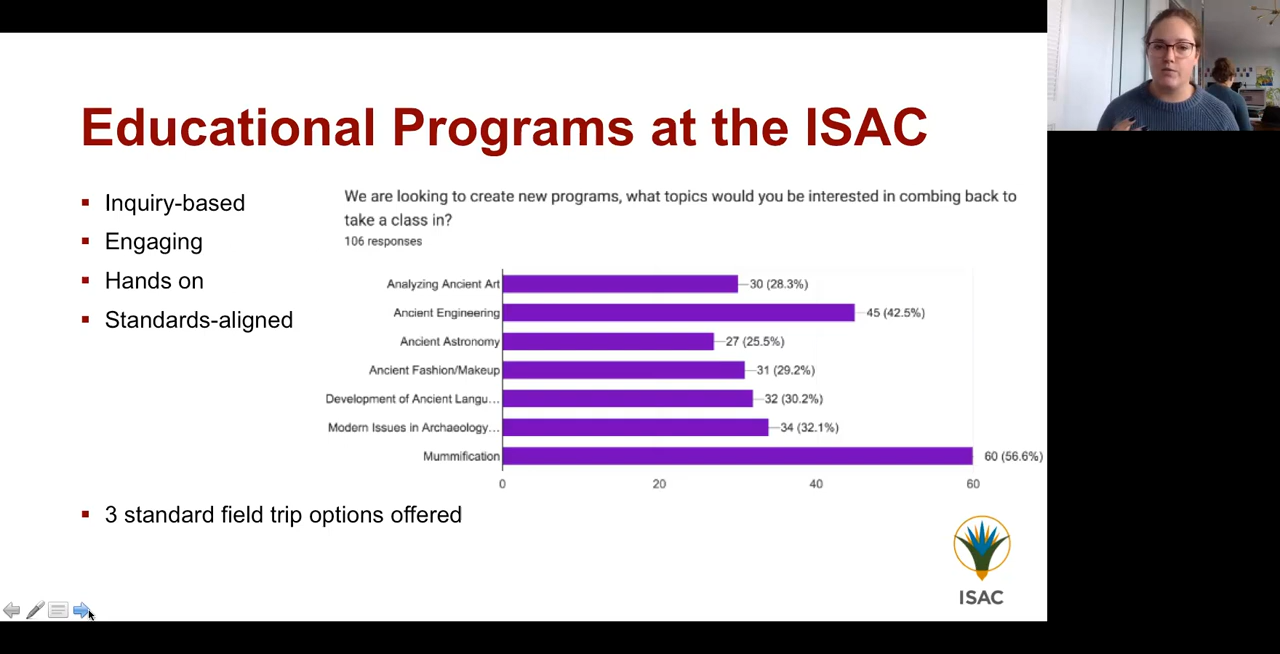 Educational Programs at the ISAC
Inquiry-based
Engaging
Hands on
Standards-aligned
We are looking to create new programs, what topics would you be interested in combing back to
take a class in?
106 responses
Analyzing Ancient Art 30 (28.3%)
Ancient Engineering 45 (42.5%)
Ancient Astronomy 27 (25.5%)
Ancient Fashion/Makeup 31 (29.2%)
Development of Ancient Langu... 32 (30.2%)
Modern Issues in Archaeology... 34 (32.1%)
Mummification 60 (56.6%)
0 20 40 60
3 standard field trip options offered
ISAC